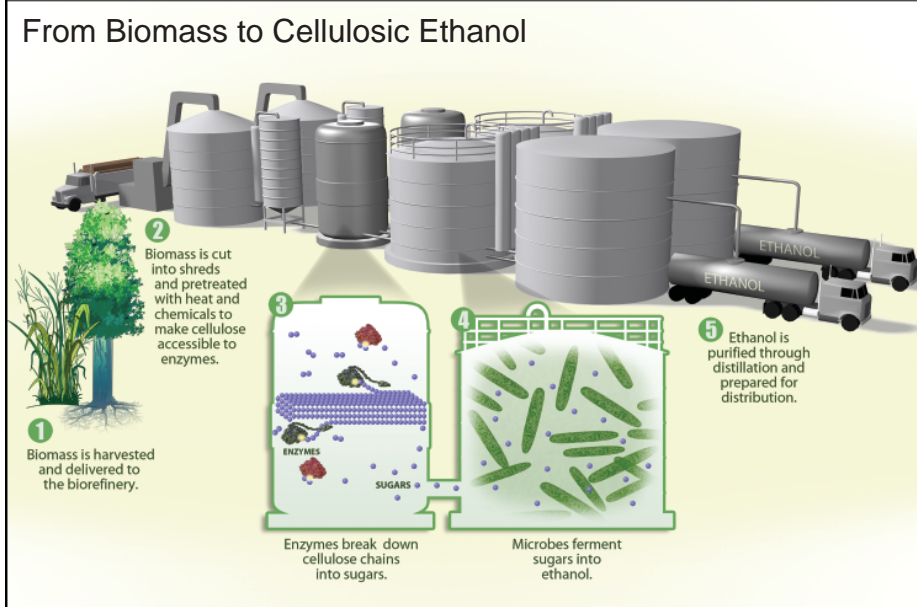 From Biomass to Cellulosic Ethanol
1
Biomass is harvested
and delivered to
the biorefinery.
2
Biomass is cut
into shreds
and pretreated
with heat and
chemicals to
make cellulose
accessible to
enzymes.
3
ENZYMES
SUGARS
Enzymes break down
cellulose chains
into sugars.
4
Microbes ferment
sugars into
ethanol.
ETHANOL
ETHANOL
5
Ethanol is
purified through
distillation and
prepared for
distribution.